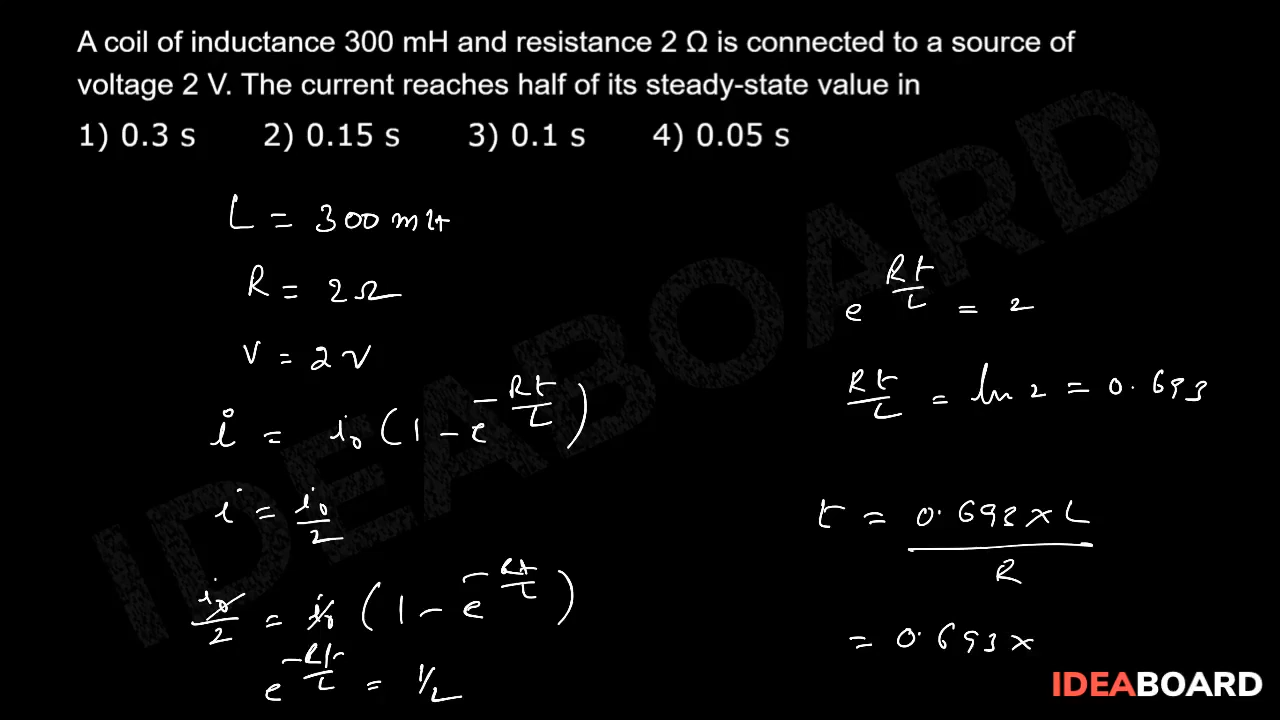 A coil of inductance 300 mH and resistance 2 Ω is connected to a source of
voltage 2 V. The current reaches half of its steady-state value in
1) 0.3 s 2) 0.15 s 3) 0.1 s 4) 0.05 s
L = 300 mH
R = 2Ω
V = 2 V
i = i₀ (1 − e^(−Rt/L))
i = i₀/2
i₀/2 = i₀ (1 − e^(−Rt/L))
e^(−Rt/L) = 1/2
e^(Rt/L) = 2
Rt/L = ln 2 = 0.693
t = 0.693 × L / R
= 0.693 ×
IDEABOARD
IDEABOARD